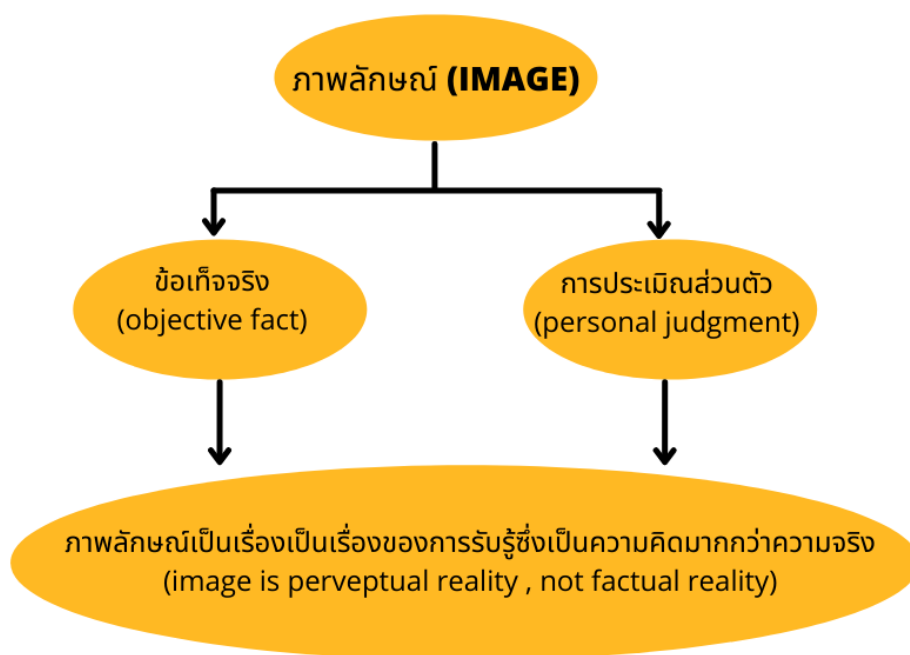 ภาพลักษณ์ (IMAGE)
ข้อเท็จจริง
(objective fact)
การประเมิณส่วนตัว
(personal judgment)
ภาพลักษณ์เป็นเรื่องเป็นเรื่องของการรับรู้ซึ่งเป็นความคิดมากกว่าความจริง
(image is perveptual reality , not factual reality)